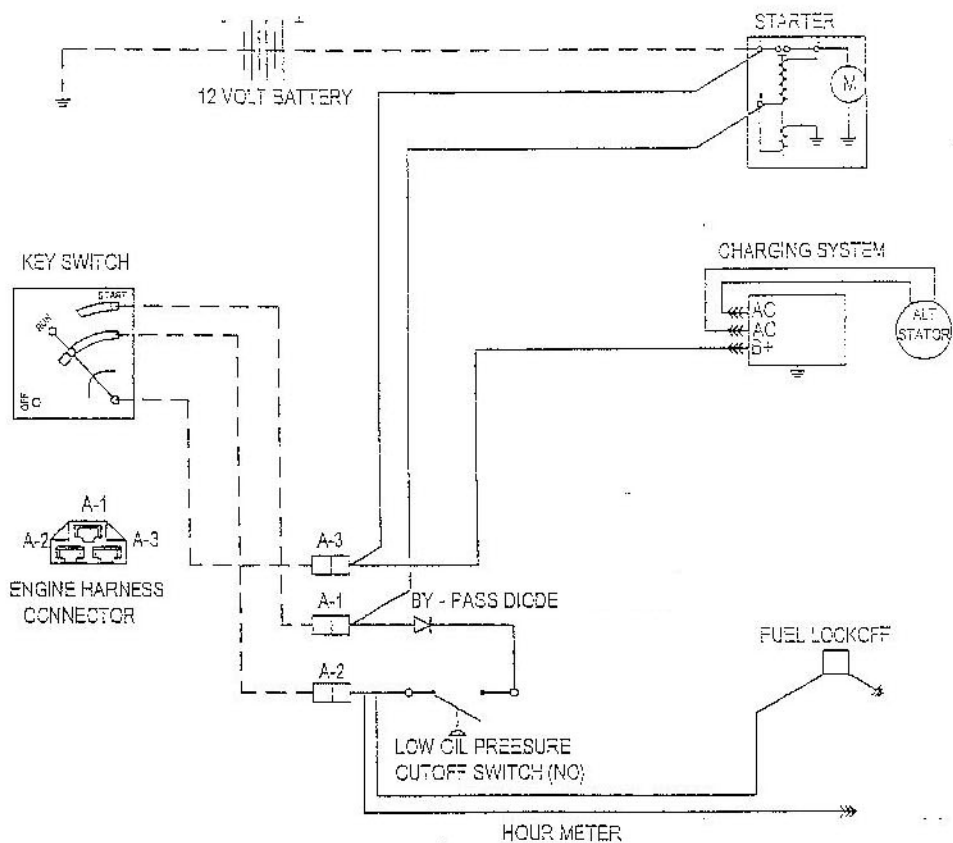 STARTER
12 VOLT BATTERY
M
KEY SWITCH
START
RUN
OFF
CHARGING SYSTEM
AC
AC
B+
ALT
STATOR
A-1
A-2
A-3
ENGINE HARNESS
CONNECTOR
A-3
A-1
BY - PASS DIODE
A-2
FUEL LOCKOFF
LOW OIL PREESURE
CUTOFF SWITCH (NO)
HOUR METER